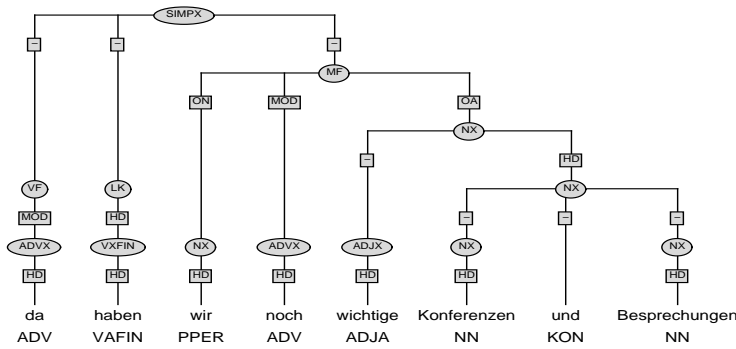 SIMPX
– – –
MF
ON MOD OA
NX
– HD
VF LK NX
MOD HD – – –
ADVX VXFIN NX ADVX ADJX NX NX
HD HD HD HD HD HD HD
da haben wir noch wichtige Konferenzen und Besprechungen
ADV VAFIN PPER ADV ADJA NN KON NN